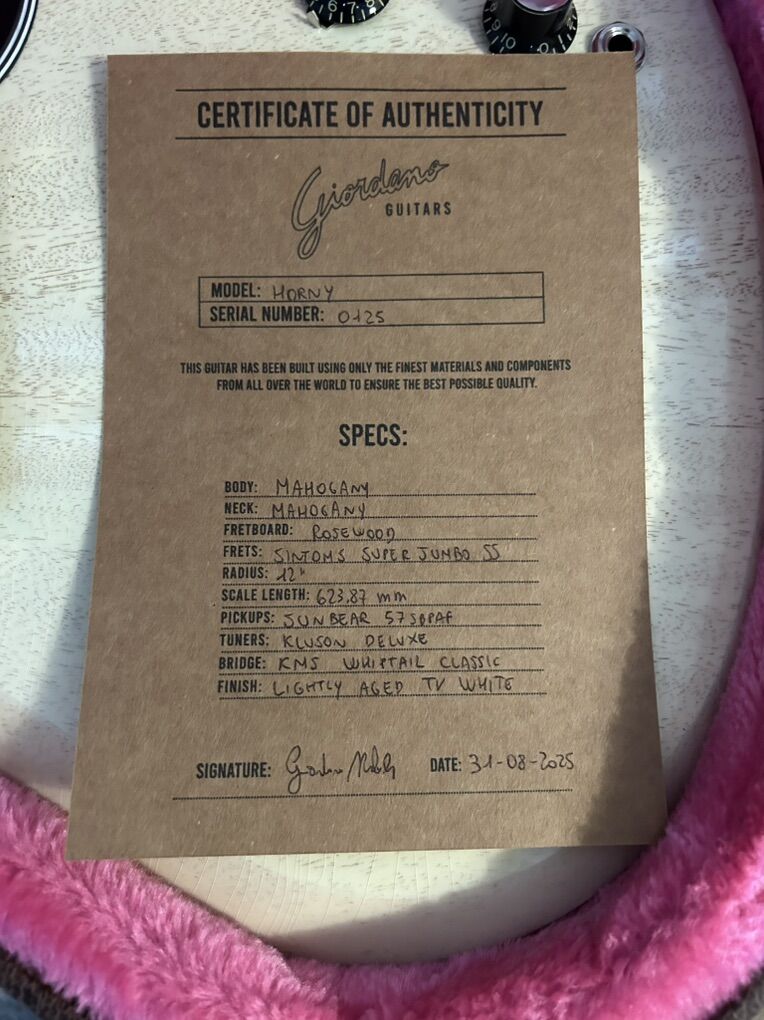 CERTIFICATE OF AUTHENTICITY
Giordano
GUITARS
MODEL: HORNY
SERIAL NUMBER: 0125
THIS GUITAR HAS BEEN BUILT USING ONLY THE FINEST MATERIALS AND COMPONENTS
FROM ALL OVER THE WORLD TO ENSURE THE BEST POSSIBLE QUALITY.
SPECS:
BODY: MAHOGANY
NECK: MAHOGANY
FRETBOARD: ROSEWOOD
FRETS: SINTOMS SUPER JUMBO SS
RADIUS: 12"
SCALE LENGTH: 623,87 mm
PICKUPS: SUNBEAR 57SBPAF
TUNERS: KLUSON DELUXE
BRIDGE: KMS WHIPTAIL CLASSIC
FINISH: LIGHTLY AGED TV WHITE
SIGNATURE: DATE: 31-08-2025